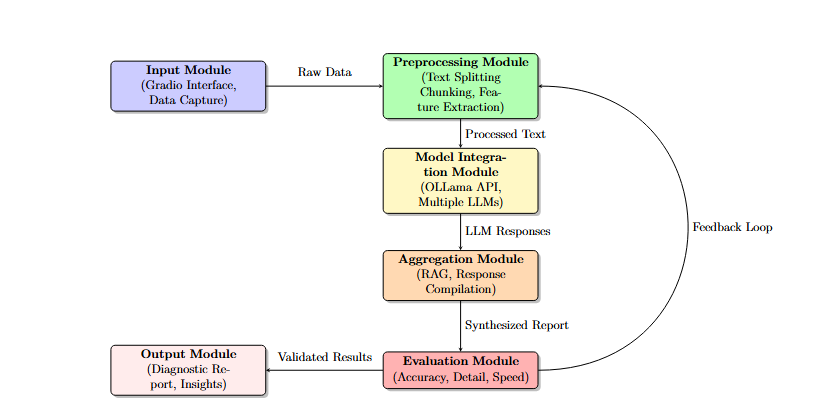 Input Module
(Gradio Interface,
Data Capture)
Raw Data
Preprocessing Module
(Text Splitting
Chunking, Fea-
ture Extraction)
Processed Text
Model Integra-
tion Module
(OLLama API,
Multiple LLMs)
LLM Responses
Feedback Loop
Aggregation Module
(RAG, Response
Compilation)
Synthesized Report
Evaluation Module
(Accuracy, Detail, Speed)
Validated Results
Output Module
(Diagnostic Re-
port, Insights)